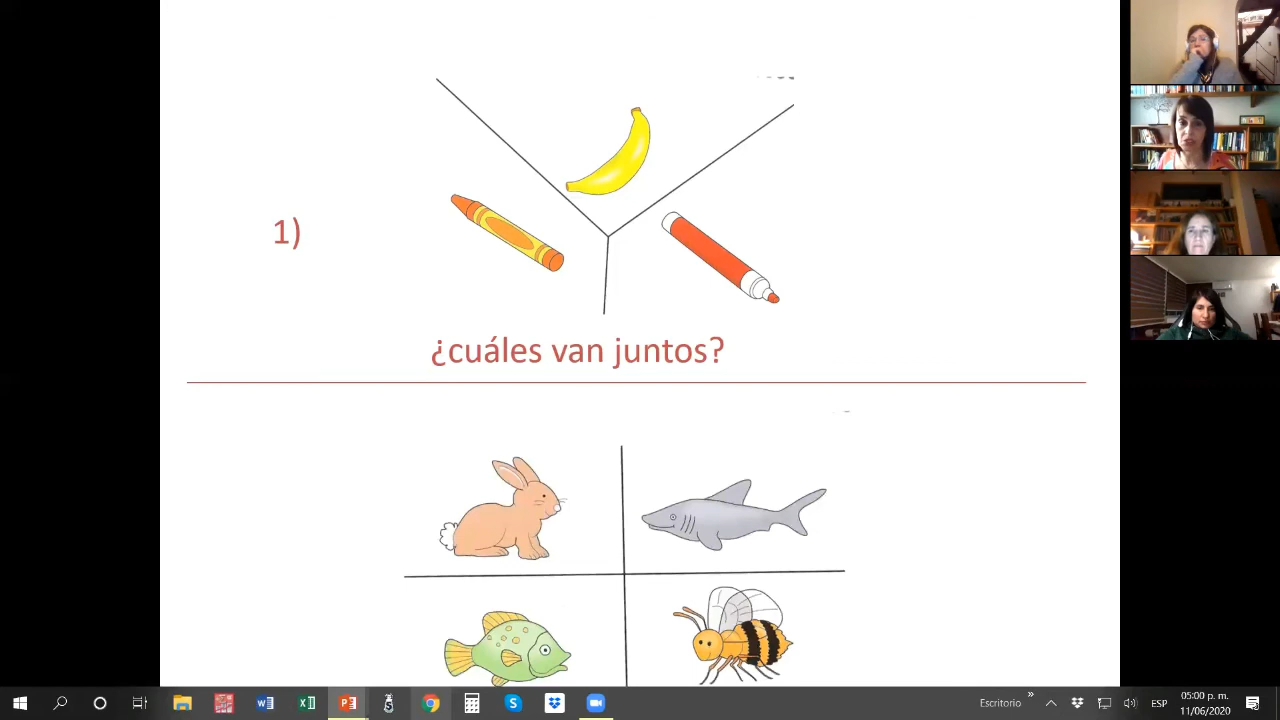 1)
¿cuáles van juntos?
Escritorio
ESP
05:00 p. m.
11/06/2020